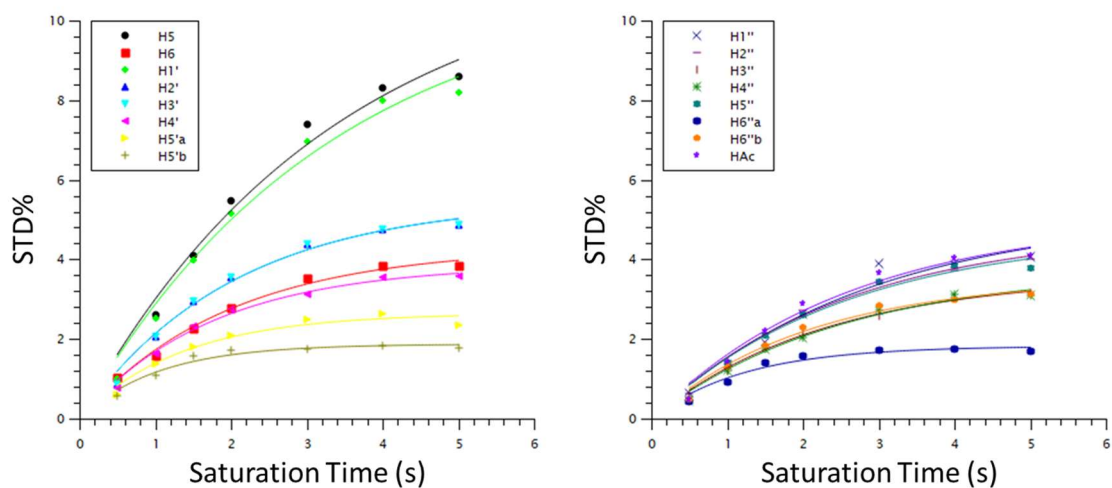 10
8
6
4
2
0
STD%
H5
H6
H1'
H2'
H3'
H4'
H5'a
H5'b
0 1 2 3 4 5 6
Saturation Time (s)
10
8
6
4
2
0
STD%
H1''
H2''
H3''
H4''
H5''
H6''a
H6''b
HAc
0 1 2 3 4 5 6
Saturation Time (s)